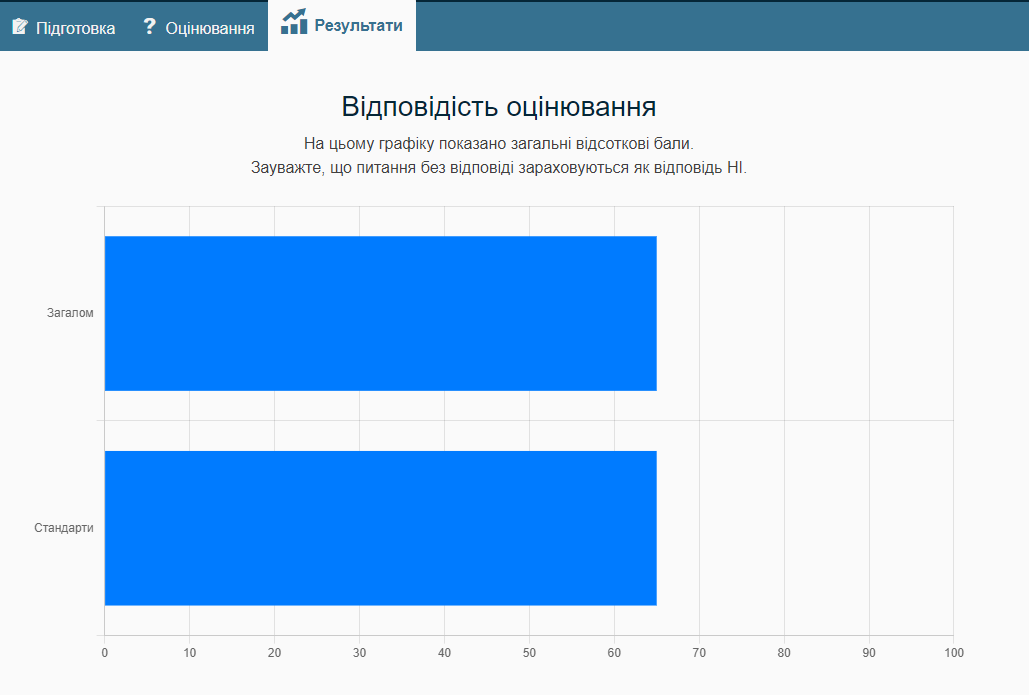 Підготовка
? Оцінювання
Результати
Відповідість оцінювання
На цьому графіку показано загальні відсоткові бали.
Зауважте, що питання без відповіді зараховуються як відповідь НІ.
Загалом
Стандарти
0 10 20 30 40 50 60 70 80 90 100